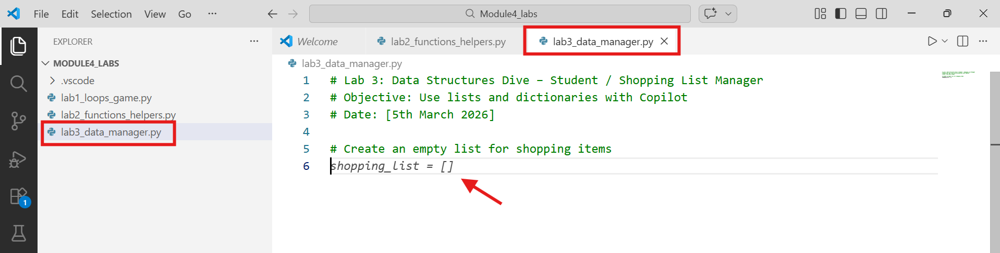 File Edit Selection View Go ··· Module4_labs
EXPLORER ···
MODULE4_LABS
.vscode
lab1_loops_game.py
lab2_functions_helpers.py
lab3_data_manager.py
1
Welcome lab2_functions_helpers.py lab3_data_manager.py
lab3_data_manager.py
1 # Lab 3: Data Structures Dive – Student / Shopping List Manager
2 # Objective: Use lists and dictionaries with Copilot
3 # Date: [5th March 2026]
4
5 # Create an empty list for shopping items
6 shopping_list = []